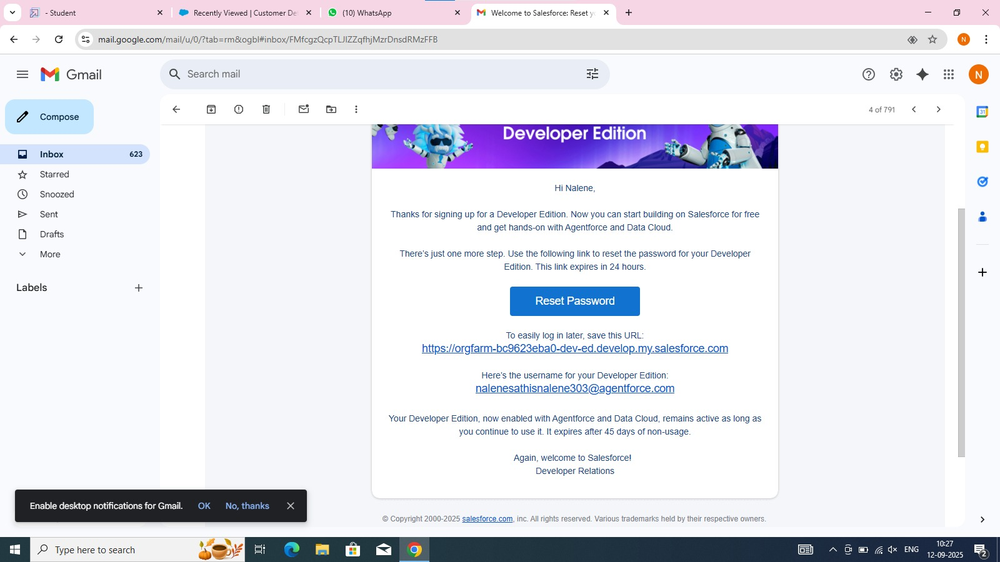 - Student
Recently Viewed | Customer De
(10) WhatsApp
Welcome to Salesforce: Reset y
mail.google.com/mail/u/0/?tab=rm&ogbl#inbox/FMfcgzQcpTLJIZZqfhjMzrDnsdRMzFFB
N
Gmail
Search mail
N
Compose
4 of 791
31
Inbox 623
Starred
Snoozed
Sent
Drafts
More
Labels
Developer Edition
Hi Nalene,
Thanks for signing up for a Developer Edition. Now you can start building on Salesforce for free
and get hands-on with Agentforce and Data Cloud.
There's just one more step. Use the following link to reset the password for your Developer
Edition. This link expires in 24 hours.
Reset Password
To easily log in later, save this URL:
https://orgfarm-bc9623eba0-dev-ed.develop.my.salesforce.com
Here's the username for your Developer Edition:
nalenesathisnalene303@agentforce.com
Your Developer Edition, now enabled with Agentforce and Data Cloud, remains active as long as
you continue to use it. It expires after 45 days of non-usage.
Again, welcome to Salesforce!
Developer Relations
Enable desktop notifications for Gmail. OK No, thanks
© Copyright 2000-2025 salesforce.com, inc. All rights reserved. Various trademarks held by their respective owners.
Type here to search
ENG
10:27
12-09-2025
2